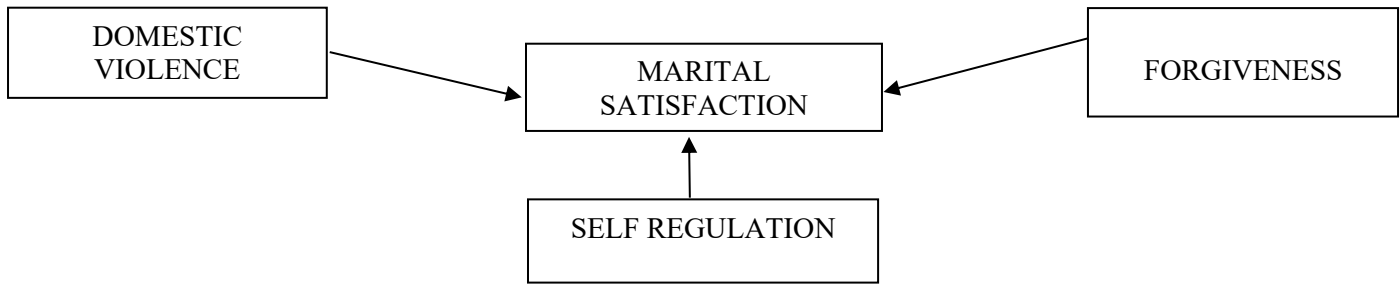 DOMESTIC
VIOLENCE
MARITAL
SATISFACTION
FORGIVENESS
SELF REGULATION